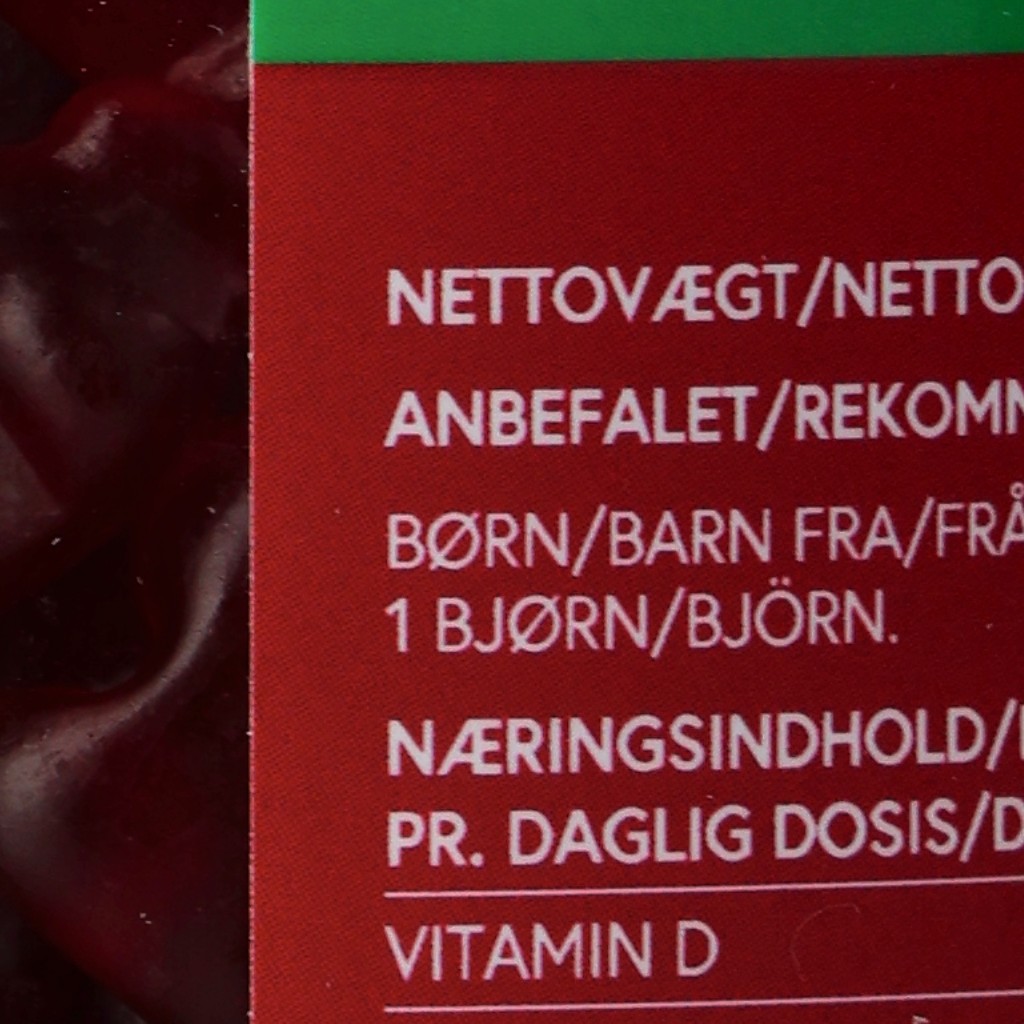 NETTOVÆGT/NETTO
ANBEFALET/REKOMM
BØRN/BARN FRA/FRÅ
1 BJØRN/BJÖRN.
NÆRINGSINDHOLD/
PR. DAGLIG DOSIS/D
VITAMIN D